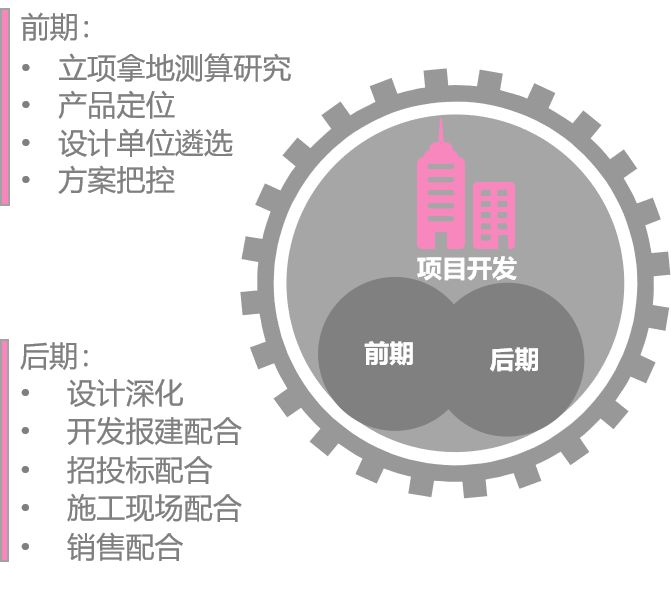 前期：
• 立项拿地测算研究
• 产品定位
• 设计单位遴选
• 方案把控
项目开发
前期
后期
后期：
• 设计深化
• 开发报建配合
• 招投标配合
• 施工现场配合
• 销售配合